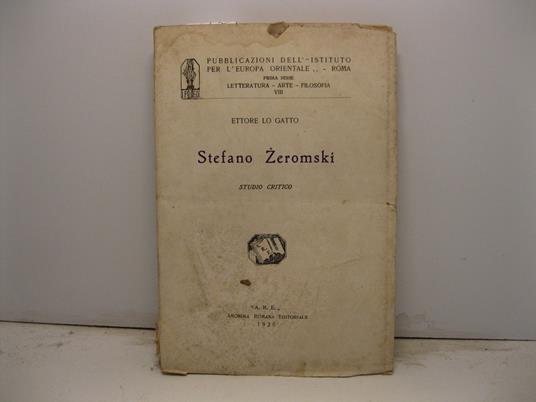 PUBBLICAZIONI DELL'"ISTITUTO
PER L'EUROPA ORIENTALE„ - ROMA
PRIMA SERIE
LETTERATURA - ARTE - FILOSOFIA
VIII
ETTORE LO GATTO
Stefano Żeromski
STUDIO CRITICO
"A. R. E.„
ANONIMA ROMANA EDITORIALE